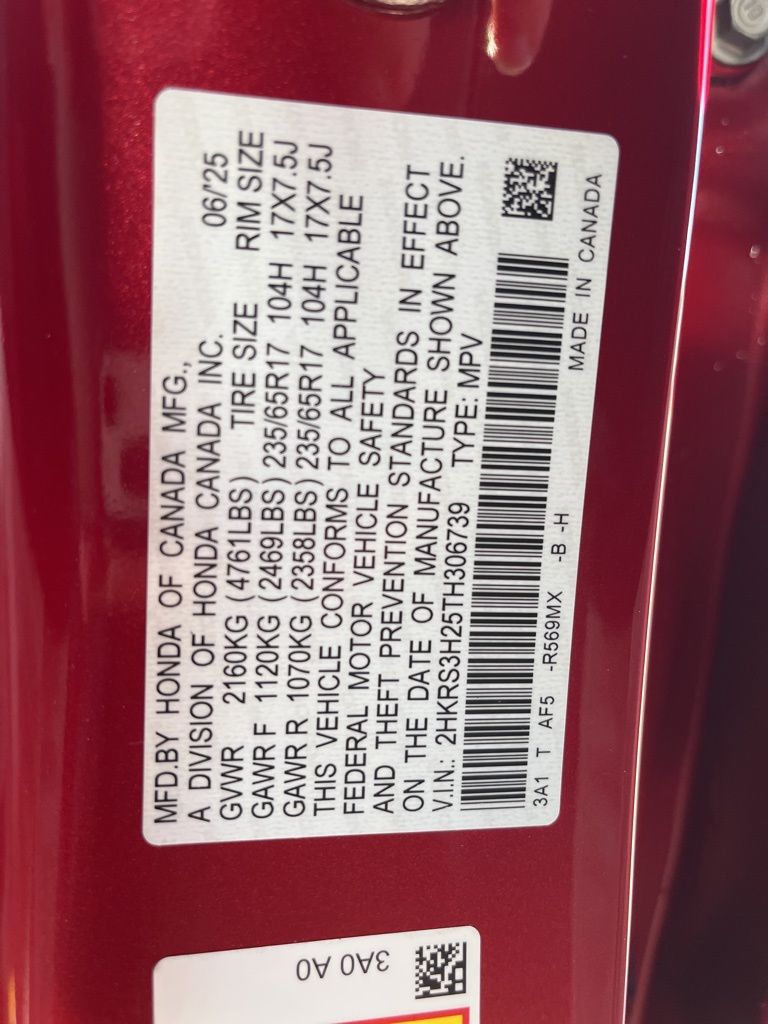 MFD.BY HONDA OF CANADA MFG.,
A DIVISION OF HONDA CANADA INC. 06/'25
GVWR 2160KG (4761LBS) TIRE SIZE RIM SIZE
GAWR F 1120KG (2469LBS) 235/65R17 104H 17X7.5J
GAWR R 1070KG (2358LBS) 235/65R17 104H 17X7.5J
THIS VEHICLE CONFORMS TO ALL APPLICABLE
FEDERAL MOTOR VEHICLE SAFETY
AND THEFT PREVENTION STANDARDS IN EFFECT
ON THE DATE OF MANUFACTURE SHOWN ABOVE.
V.I.N.: 2HKRS3H25TH306739 TYPE: MPV
3A1 T AF5 -R569MX -B -H MADE IN CANADA
3A0 A0